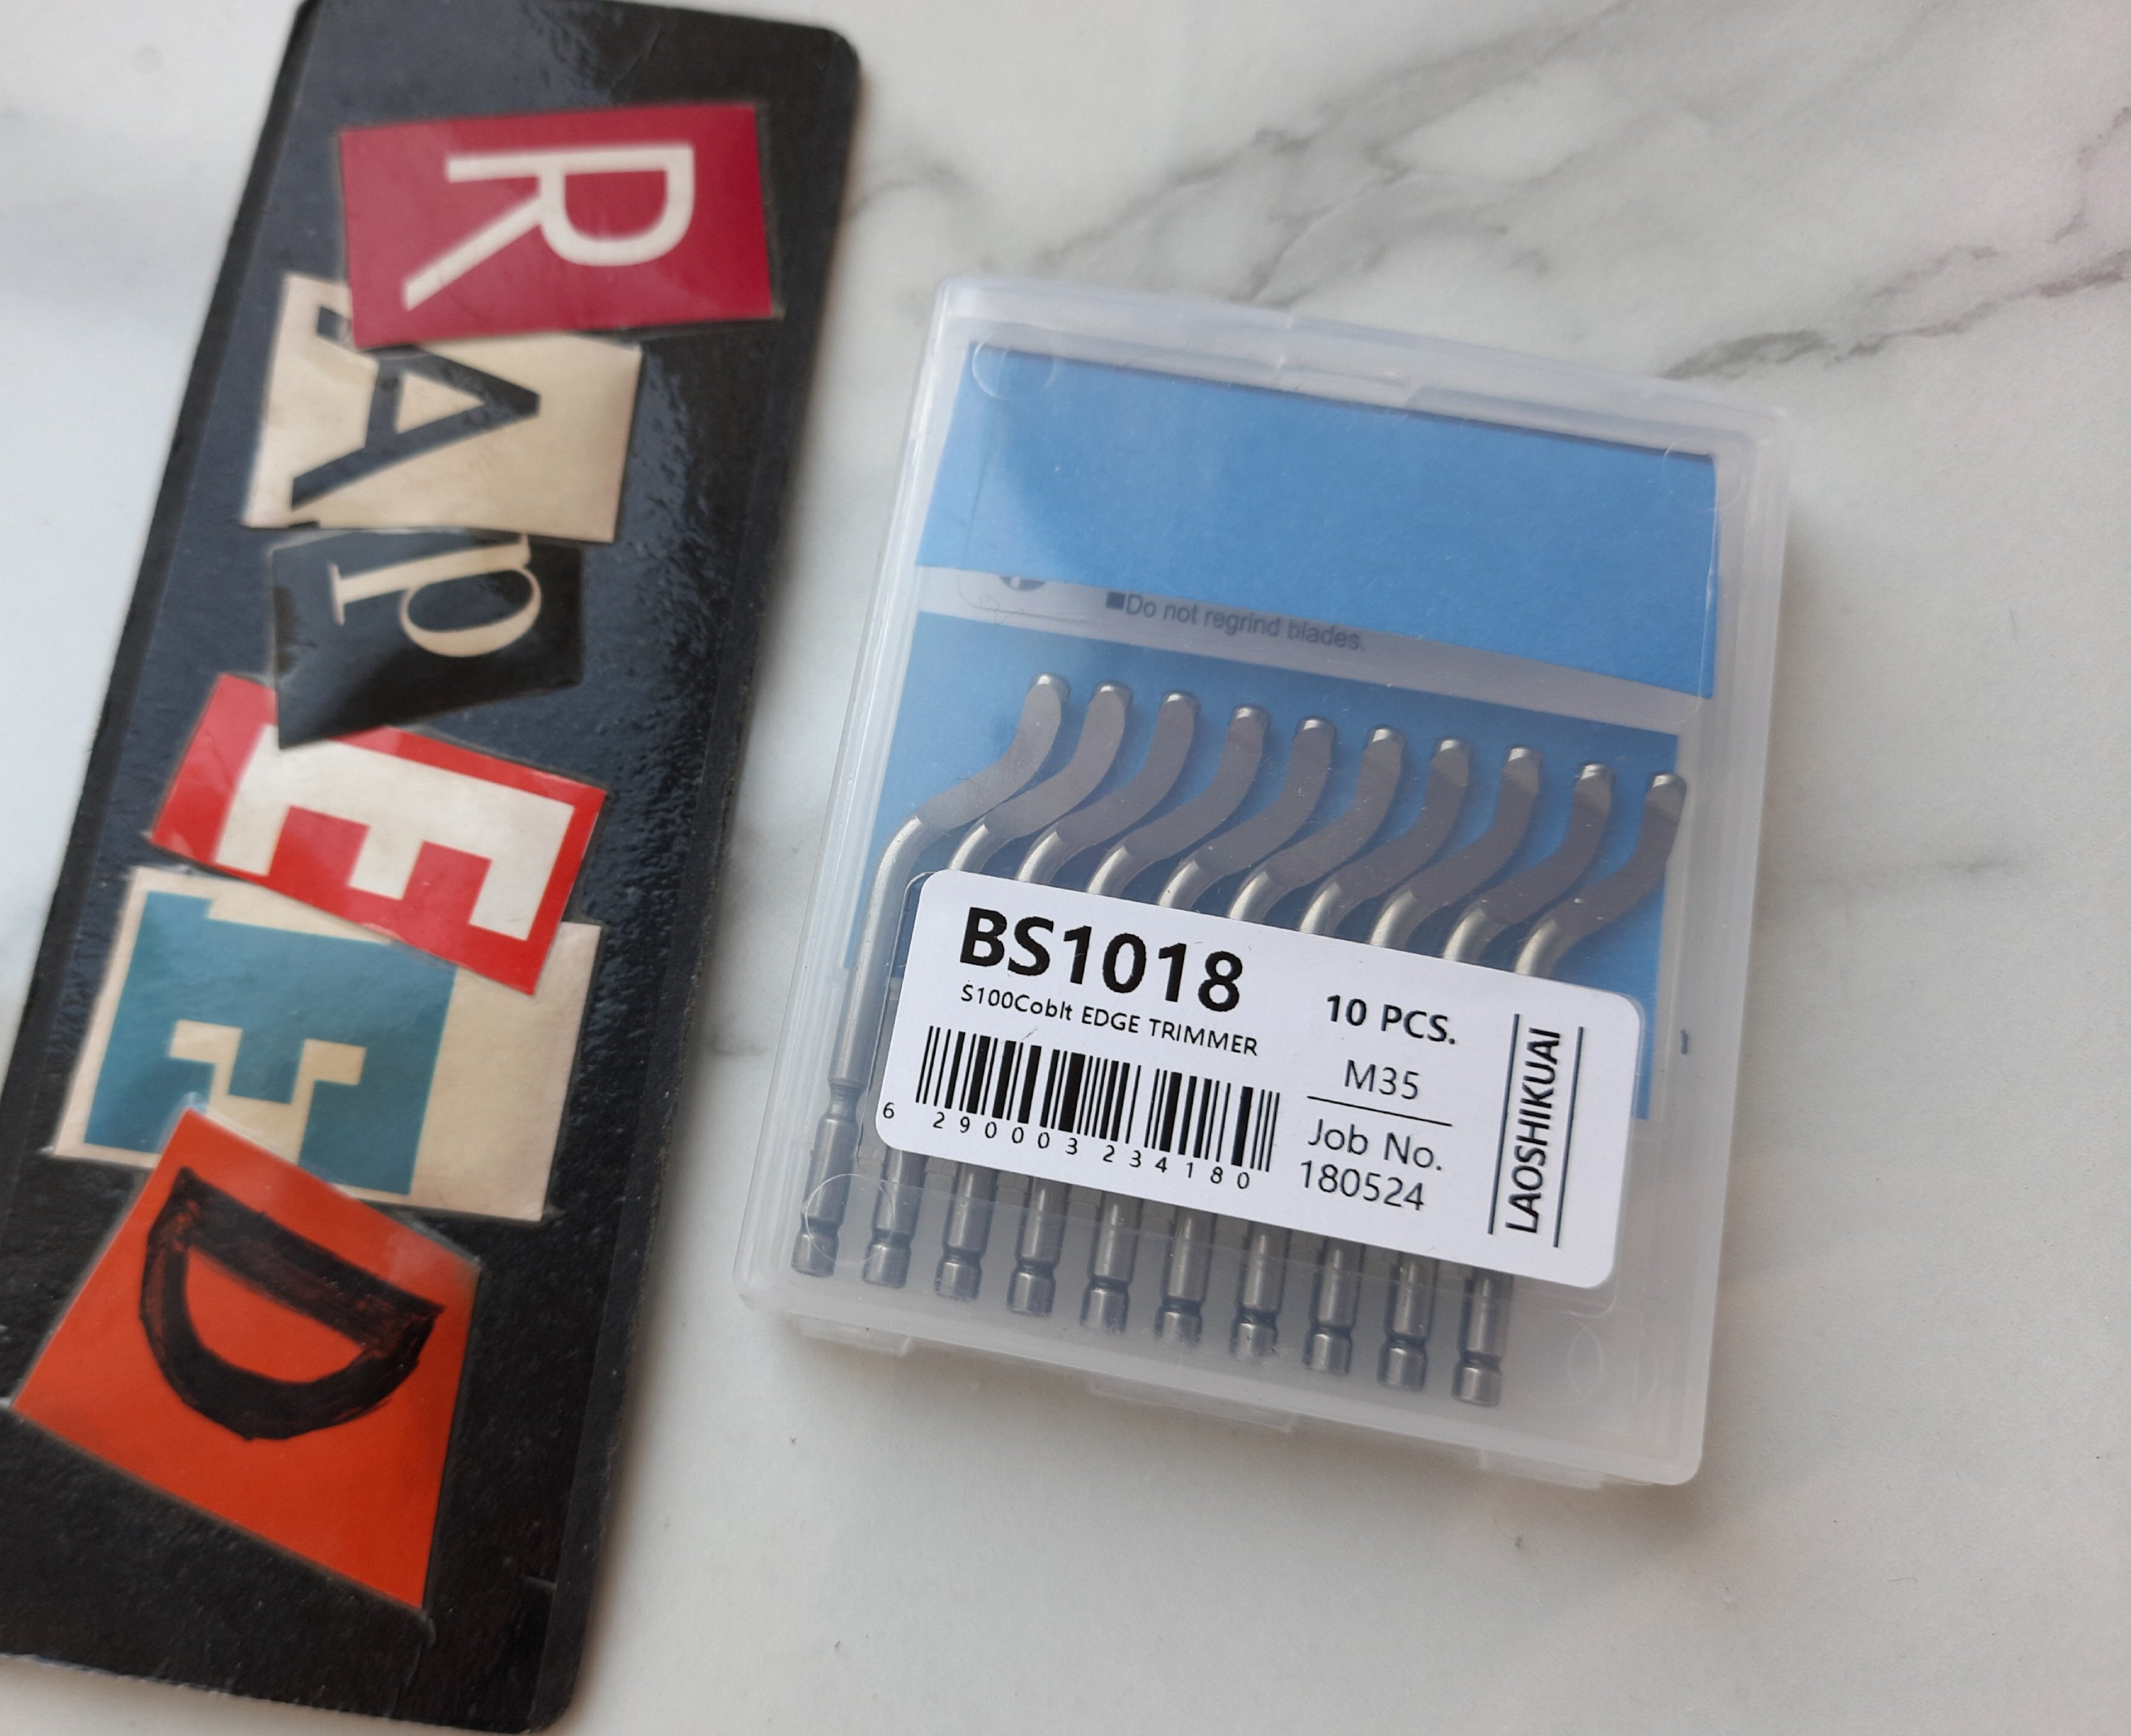 RApEED
Do not regrind blades.
BS1018
S100Coblt EDGE TRIMMER
6 290003 234180
10 PCS.
M35
Job No.
180524
LAOSHIKUAI